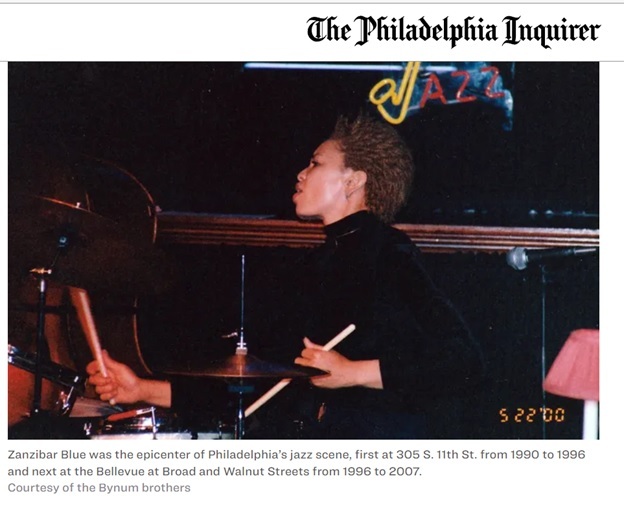 The Philadelphia Inquirer
JAZZ
5 22'00
Zanzibar Blue was the epicenter of Philadelphia's jazz scene, first at 305 S. 11th St. from 1990 to 1996
and next at the Bellevue at Broad and Walnut Streets from 1996 to 2007.
Courtesy of the Bynum brothers